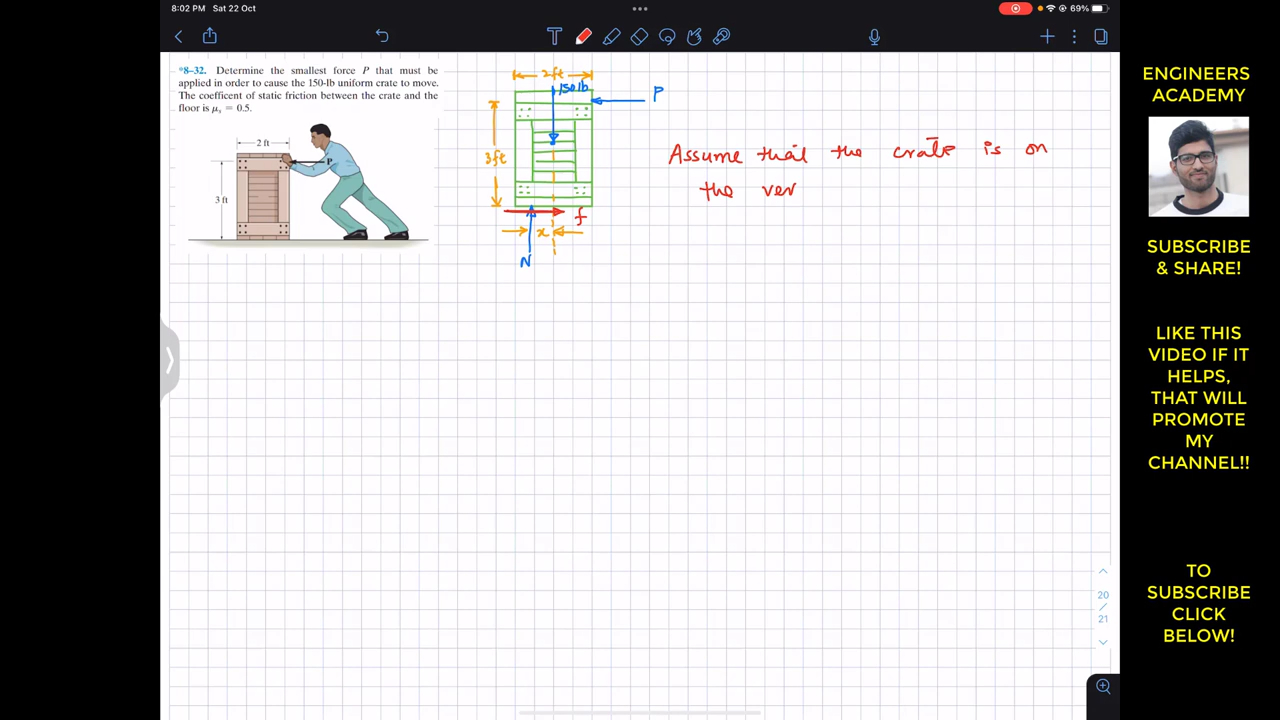 8:02 PM Sat 22 Oct
69%
*8–32. Determine the smallest force P that must be
applied in order to cause the 150-lb uniform crate to move.
The coefficent of static friction between the crate and the
floor is μs = 0.5.
2 ft
P
3 ft
2ft
150 lb
P
3ft
f
x
N
Assume that the crate is on
the ver
20
/
21
ENGINEERS
ACADEMY
SUBSCRIBE
& SHARE!
LIKE THIS
VIDEO IF IT
HELPS,
THAT WILL
PROMOTE
MY
CHANNEL!!
TO
SUBSCRIBE
CLICK
BELOW!